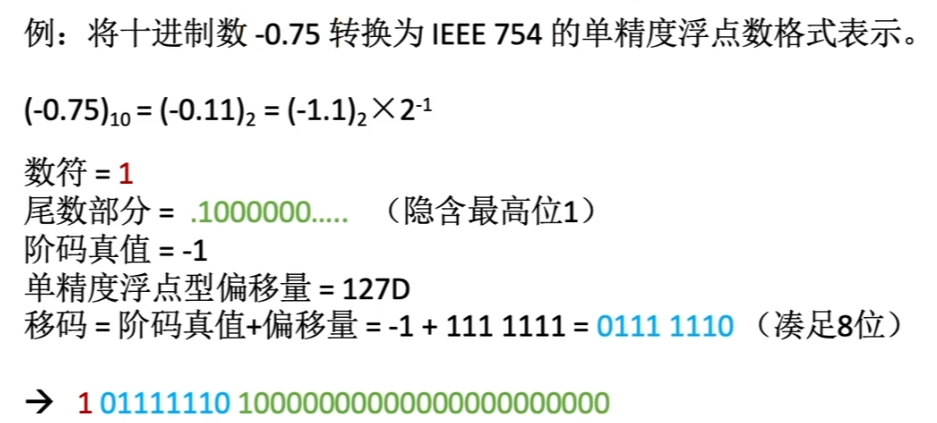 例：将十进制数 -0.75 转换为 IEEE 754 的单精度浮点数格式表示。
(-0.75)₁₀ = (-0.11)₂ = (-1.1)₂×2⁻¹
数符 = 1
尾数部分 = .1000000..... （隐含最高位1）
阶码真值 = -1
单精度浮点型偏移量 = 127D
移码 = 阶码真值+偏移量 = -1 + 111 1111 = 0111 1110 （凑足8位）
→ 1 01111110 10000000000000000000000